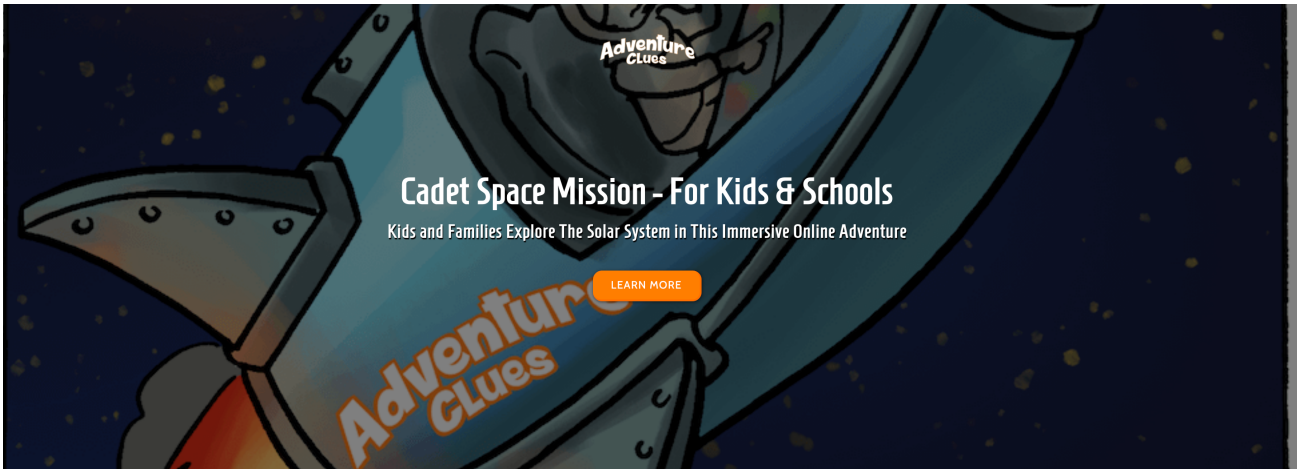 Adventure
CLues
Cadet Space Mission - For Kids & Schools
Kids and Families Explore The Solar System in This Immersive Online Adventure
LEARN MORE
Adventure
CLues